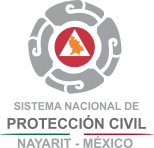 SISTEMA NACIONAL DE
PROTECCIÓN CIVIL
NAYARIT - MÉXICO